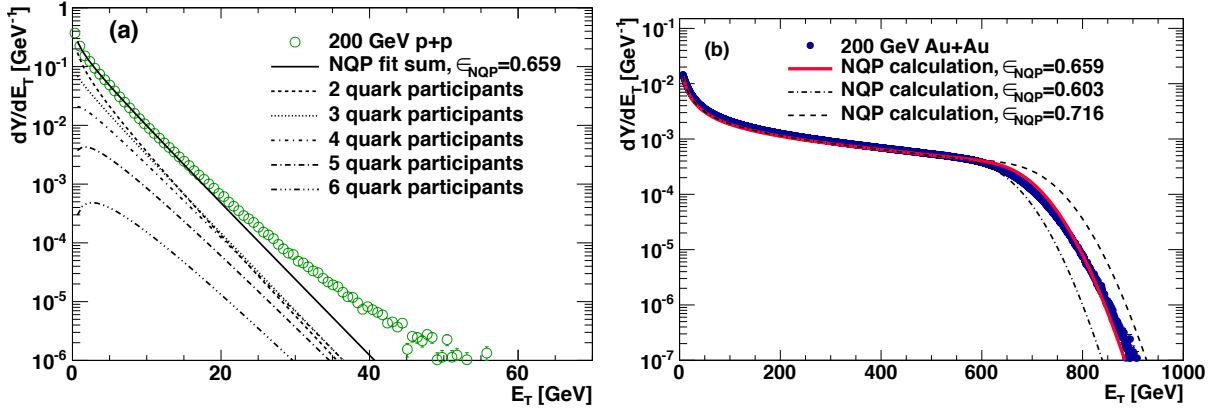 (a)
200 GeV p+p
NQP fit sum, ∈NQP=0.659
2 quark participants
3 quark participants
4 quark participants
5 quark participants
6 quark participants
dY/dE_T [GeV^-1]
1
10^-1
10^-2
10^-3
10^-4
10^-5
10^-6
0 20 40 60
E_T [GeV]
(b)
200 GeV Au+Au
NQP calculation, ∈NQP=0.659
NQP calculation, ∈NQP=0.603
NQP calculation, ∈NQP=0.716
dY/dE_T [GeV^-1]
10^-1
10^-2
10^-3
10^-4
10^-5
10^-6
10^-7
0 200 400 600 800 1000
E_T [GeV]